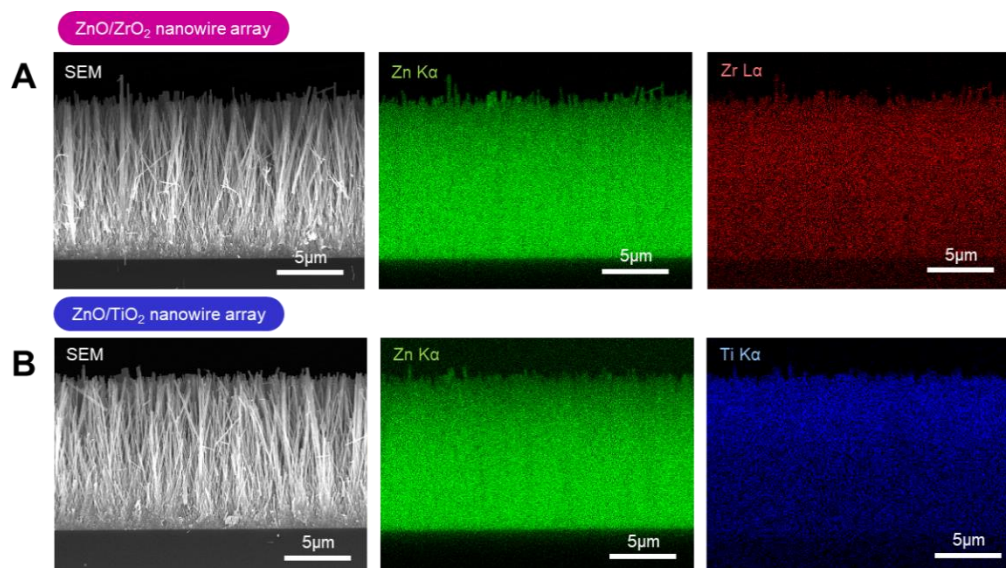 ZnO/ZrO₂ nanowire array
A
SEM
Zn Kα
Zr Lα
5μm
5μm
5μm
ZnO/TiO₂ nanowire array
B
SEM
Zn Kα
Ti Kα
5μm
5μm
5μm